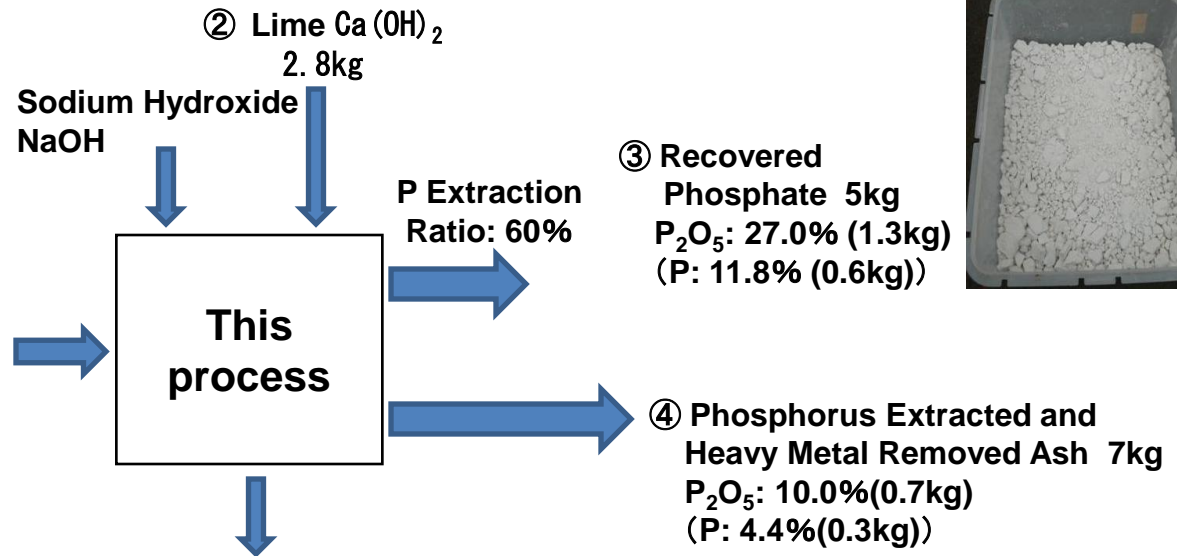 ② Lime Ca(OH)₂
2.8kg
Sodium Hydroxide
NaOH
P Extraction
Ratio: 60%
This
process
③ Recovered
Phosphate 5kg
P₂O₅: 27.0% (1.3kg)
(P: 11.8% (0.6kg))
④ Phosphorus Extracted and
Heavy Metal Removed Ash 7kg
P₂O₅: 10.0%(0.7kg)
(P: 4.4%(0.3kg))